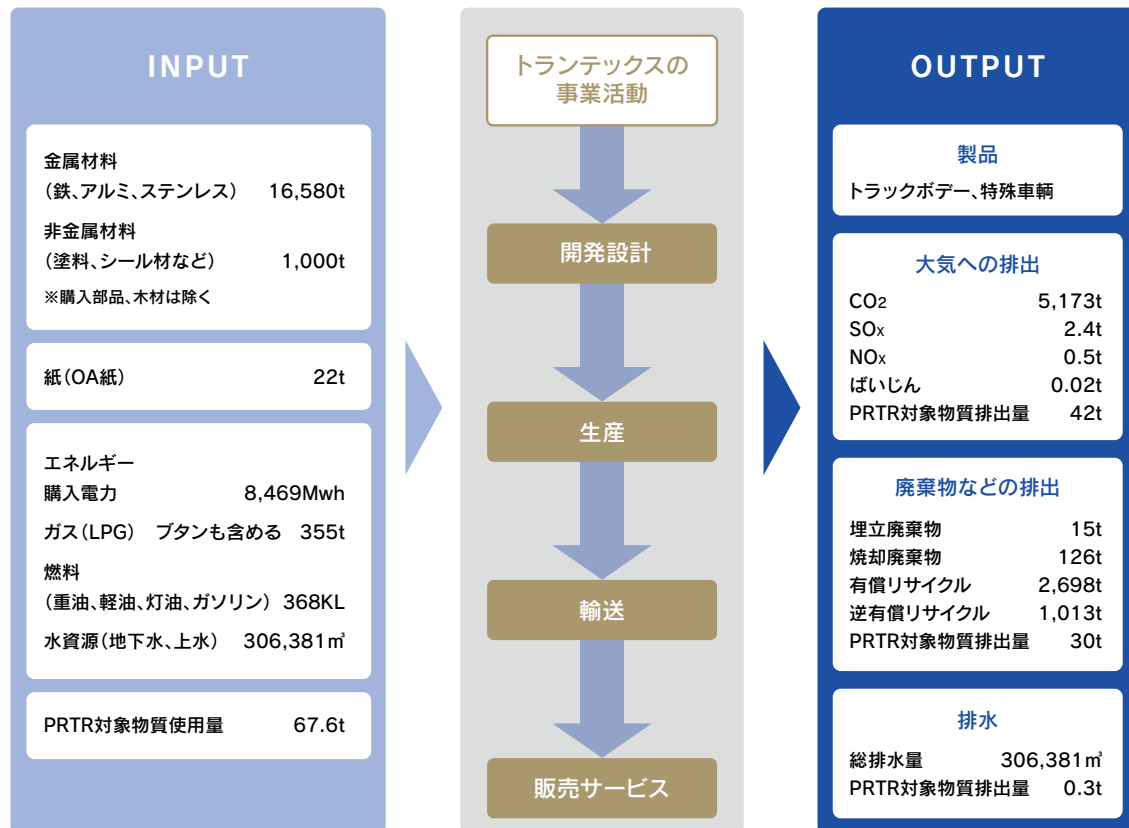 INPUT
金属材料
(鉄、アルミ、ステンレス) 16,580t
非金属材料
(塗料、シール材など) 1,000t
※購入部品、木材は除く
紙(OA紙) 22t
エネルギー
購入電力 8,469Mwh
ガス(LPG) ブタンも含める 355t
燃料
(重油、軽油、灯油、ガソリン) 368KL
水資源(地下水、上水) 306,381㎥
PRTR対象物質使用量 67.6t
トランテックスの
事業活動
開発設計
生産
輸送
販売サービス
OUTPUT
製品
トラックボデー、特殊車輌
大気への排出
CO2 5,173t
SOx 2.4t
NOx 0.5t
ばいじん 0.02t
PRTR対象物質排出量 42t
廃棄物などの排出
埋立廃棄物 15t
焼却廃棄物 126t
有償リサイクル 2,698t
逆有償リサイクル 1,013t
PRTR対象物質排出量 30t
排水
総排水量 306,381㎥
PRTR対象物質排出量 0.3t